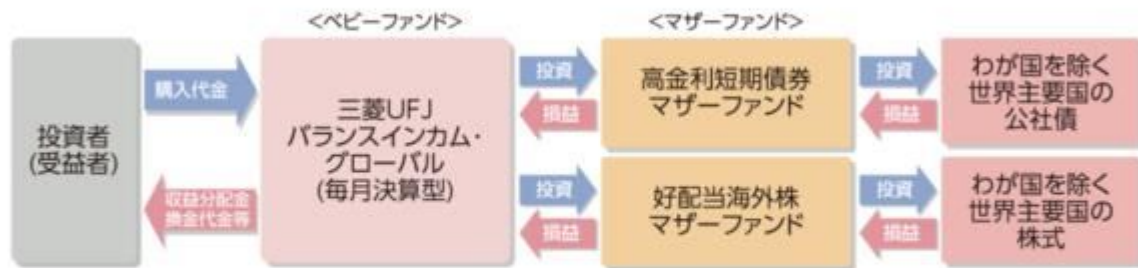 <ベビーファンド>
<マザーファンド>
投資者
(受益者)
購入代金
収益分配金
換金代金等
三菱UFJ
バランスインカム・
グローバル
(毎月決算型)
投資
損益
高金利短期債券
マザーファンド
投資
損益
わが国を除く
世界主要国の
公社債
投資
損益
好配当海外株
マザーファンド
投資
損益
わが国を除く
世界主要国の
株式